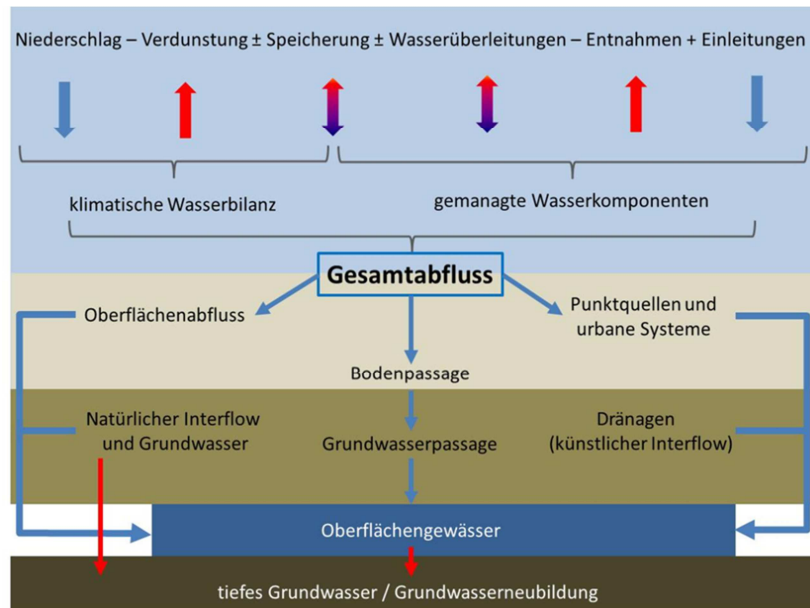 Niederschlag – Verdunstung ± Speicherung ± Wasserüberleitungen – Entnahmen + Einleitungen
klimatische Wasserbilanz
gemanagte Wasserkomponenten
Gesamtabfluss
Oberflächenabfluss
Punktquellen und
urbane Systeme
Bodenpassage
Natürlicher Interflow
und Grundwasser
Grundwasserpassage
Dränagen
(künstlicher Interflow)
Oberflächengewässer
tiefes Grundwasser / Grundwasserneubildung